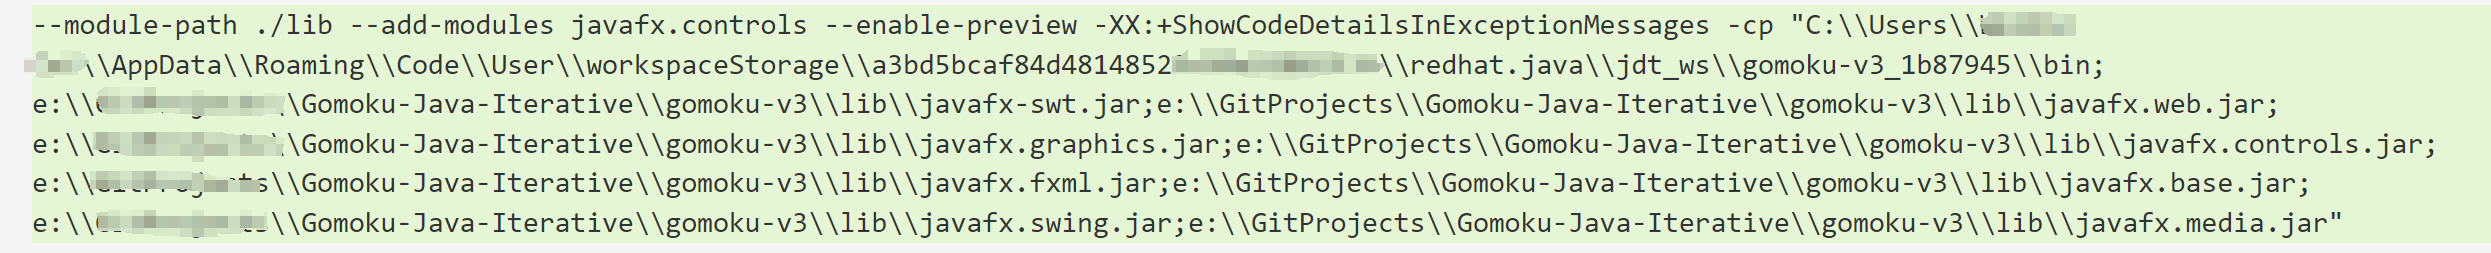 --module-path ./lib --add-modules javafx.controls --enable-preview -XX:+ShowCodeDetailsInExceptionMessages -cp "C:\\Users\\
\\AppData\\Roaming\\Code\\User\\workspaceStorage\\a3bd5bcaf84d4814852 \\redhat.java\\jdt_ws\\gomoku-v3_1b87945\\bin;
e:\\ \\Gomoku-Java-Iterative\\gomoku-v3\\lib\\javafx-swt.jar;e:\\GitProjects\\Gomoku-Java-Iterative\\gomoku-v3\\lib\\javafx.web.jar;
e:\\ \\Gomoku-Java-Iterative\\gomoku-v3\\lib\\javafx.graphics.jar;e:\\GitProjects\\Gomoku-Java-Iterative\\gomoku-v3\\lib\\javafx.controls.jar;
e:\\ \\Gomoku-Java-Iterative\\gomoku-v3\\lib\\javafx.fxml.jar;e:\\GitProjects\\Gomoku-Java-Iterative\\gomoku-v3\\lib\\javafx.base.jar;
e:\\ \\Gomoku-Java-Iterative\\gomoku-v3\\lib\\javafx.swing.jar;e:\\GitProjects\\Gomoku-Java-Iterative\\gomoku-v3\\lib\\javafx.media.jar"